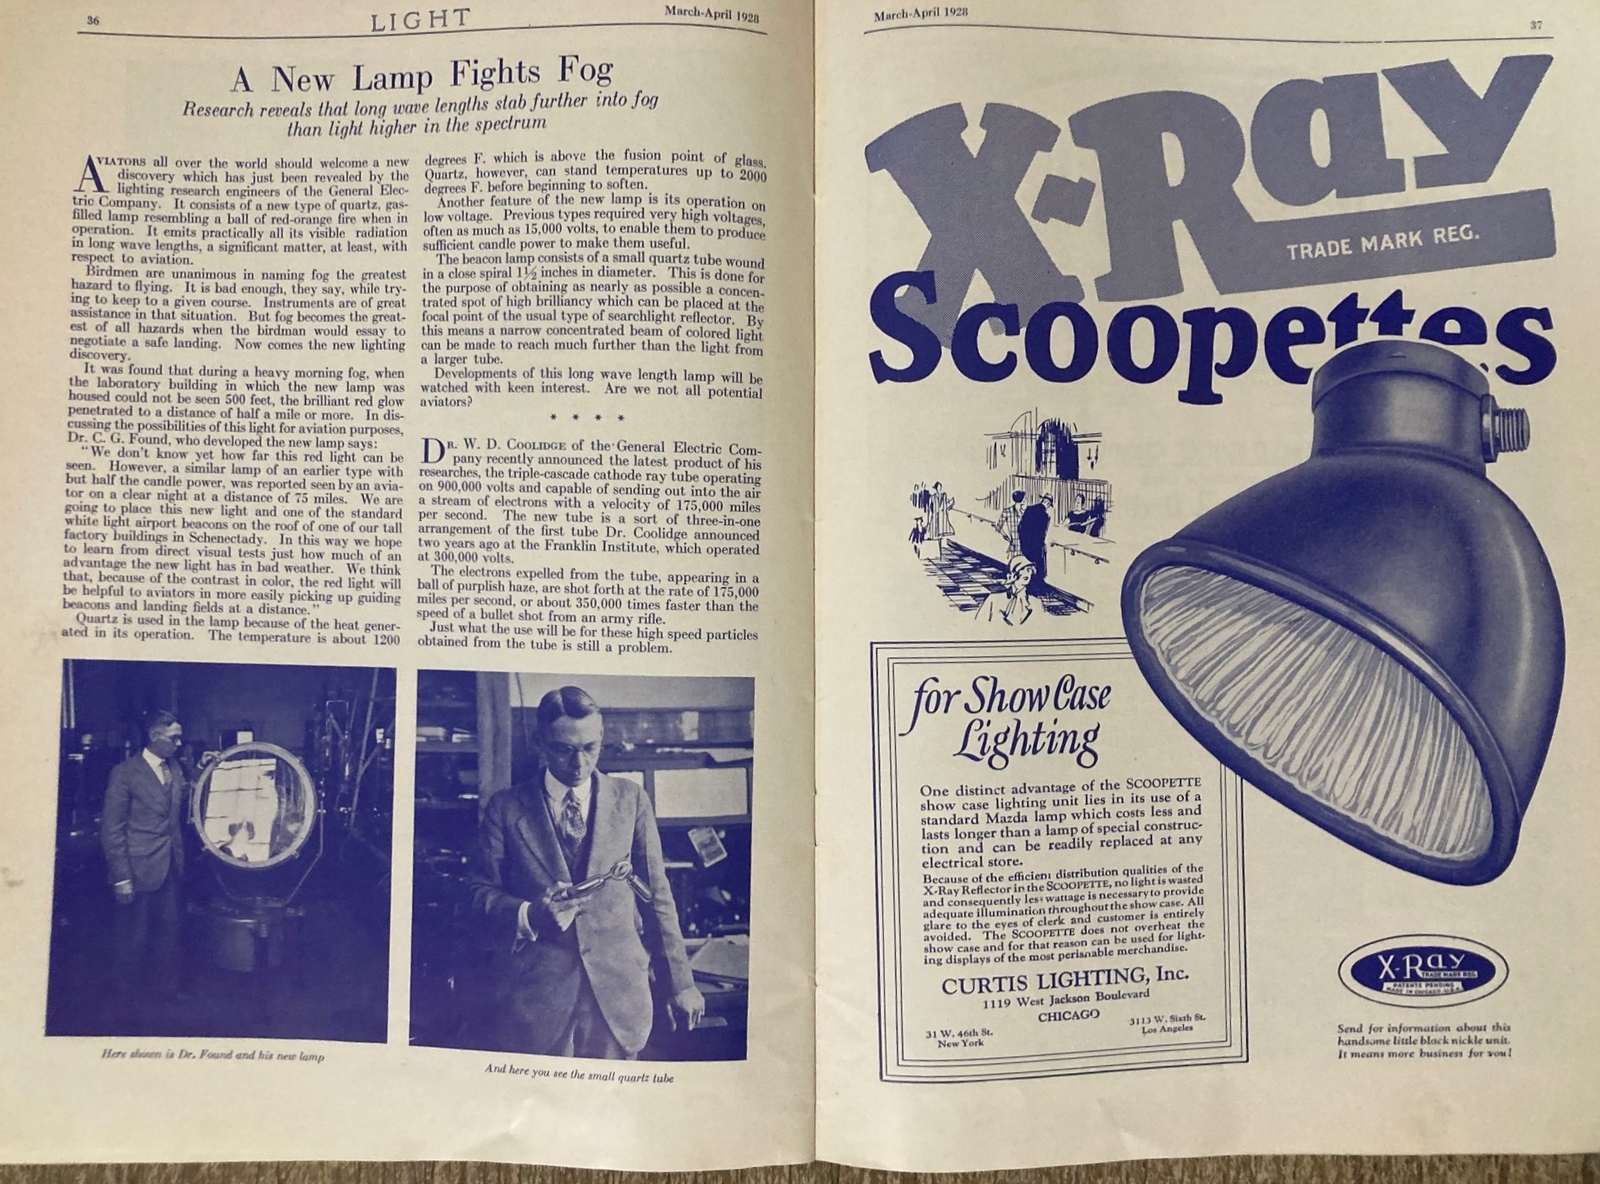 36
LIGHT
March-April 1928
A New Lamp Fights Fog
Research reveals that long wave lengths stab further into fog
than light higher in the spectrum
AVIATORS all over the world should welcome a new
discovery which has just been revealed by the
lighting research engineers of the General Elec-
tric Company. It consists of a new type of quartz, gas-
filled lamp resembling a ball of red-orange fire when in
operation. It emits practically all its visible radiation
in long wave lengths, a significant matter, at least, with
respect to aviation.
Birdmen are unanimous in naming fog the greatest
hazard to flying. It is bad enough, they say, while try-
ing to keep to a given course. Instruments are of great
assistance in that situation. But fog becomes the great-
est of all hazards when the birdman would essay to
negotiate a safe landing. Now comes the new lighting
discovery.
It was found that during a heavy morning fog, when
the laboratory building in which the new lamp was
housed could not be seen 500 feet, the brilliant red glow
penetrated to a distance of half a mile or more. In dis-
cussing the possibilities of this light for aviation purposes,
Dr. C. G. Found, who developed the new lamp says:
"We don't know yet how far this red light can be
seen. However, a similar lamp of an earlier type with
but half the candle power, was reported seen by an avia-
tor on a clear night at a distance of 75 miles. We are
going to place this new light and one of the standard
white light airport beacons on the roof of one of our tall
factory buildings in Schenectady. In this way we hope
to learn from direct visual tests just how much of an
advantage the new light has in bad weather. We think
that, because of the contrast in color, the red light will
be helpful to aviators in more easily picking up guiding
beacons and landing fields at a distance."
Quartz is used in the lamp because of the heat gener-
ated in its operation. The temperature is about 1200
degrees F. which is above the fusion point of glass.
Quartz, however, can stand temperatures up to 2000
degrees F. before beginning to soften.
Another feature of the new lamp is its operation on
low voltage. Previous types required very high voltages,
often as much as 15,000 volts, to enable them to produce
sufficient candle power to make them useful.
The beacon lamp consists of a small quartz tube wound
in a close spiral 1½ inches in diameter. This is done for
the purpose of obtaining as nearly as possible a concen-
trated spot of high brilliancy which can be placed at the
focal point of the usual type of searchlight reflector. By
this means a narrow concentrated beam of colored light
can be made to reach much further than the light from
a larger tube.
Developments of this long wave length lamp will be
watched with keen interest. Are we not all potential
aviators?
* * * *
DR. W. D. COOLIDGE of the General Electric Com-
pany recently announced the latest product of his
researches, the triple-cascade cathode ray tube operating
on 900,000 volts and capable of sending out into the air
a stream of electrons with a velocity of 175,000 miles
per second. The new tube is a sort of three-in-one
arrangement of the first tube Dr. Coolidge announced
two years ago at the Franklin Institute, which operated
at 300,000 volts.
The electrons expelled from the tube, appearing in a
ball of purplish haze, are shot forth at the rate of 175,000
miles per second, or about 350,000 times faster than the
speed of a bullet shot from an army rifle.
Just what the use will be for these high speed particles
obtained from the tube is still a problem.
Here shown is Dr. Found and his new lamp
And here you see the small quartz tube
March-April 1928
37
X-Ray
TRADE MARK REG.
Scoopettes
for Show Case
Lighting
One distinct advantage of the SCOOPETTE
show case lighting unit lies in its use of a
standard Mazda lamp which costs less and
lasts longer than a lamp of special construc-
tion and can be readily replaced at any
electrical store.
Because of the efficient distribution qualities of the
X-Ray Reflector in the SCOOPETTE, no light is wasted
and consequently less wattage is necessary to provide
adequate illumination throughout the show case. All
glare to the eyes of clerk and customer is entirely
avoided. The SCOOPETTE does not overheat the
show case and for that reason can be used for light-
ing displays of the most perishable merchandise.
CURTIS LIGHTING, Inc.
1119 West Jackson Boulevard
CHICAGO
31 W. 46th St.
New York
3113 W. Sixth St.
Los Angeles
X-Ray
TRADE MARK REG.
PATENTS PENDING
MADE IN CHICAGO, U.S.A.
Send for information about this
handsome little black nickle unit.
It means more business for you!